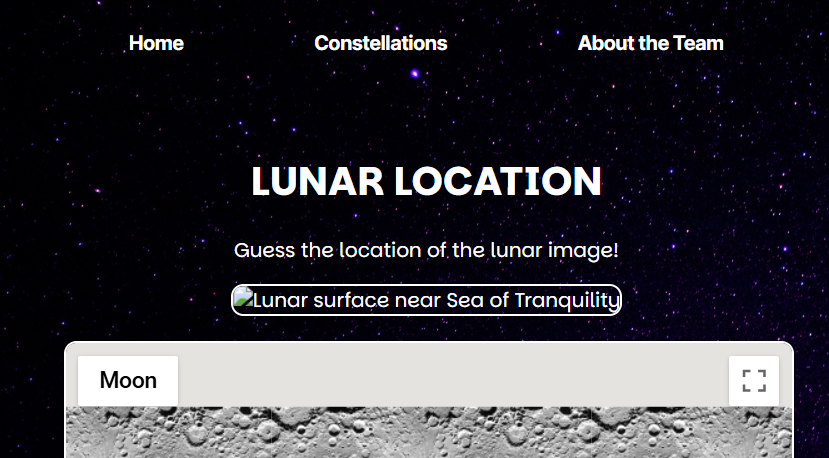 Home Constellations About the Team
LUNAR LOCATION
Guess the location of the lunar image!
Lunar surface near Sea of Tranquility
Moon